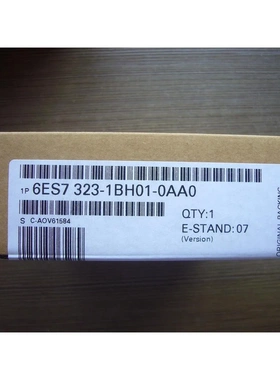 1P 6ES7 323-1BH01-0AA0
S C-AOV61584
QTY:1
E-STAND:07
(Version)
ORIGINAL PACKING